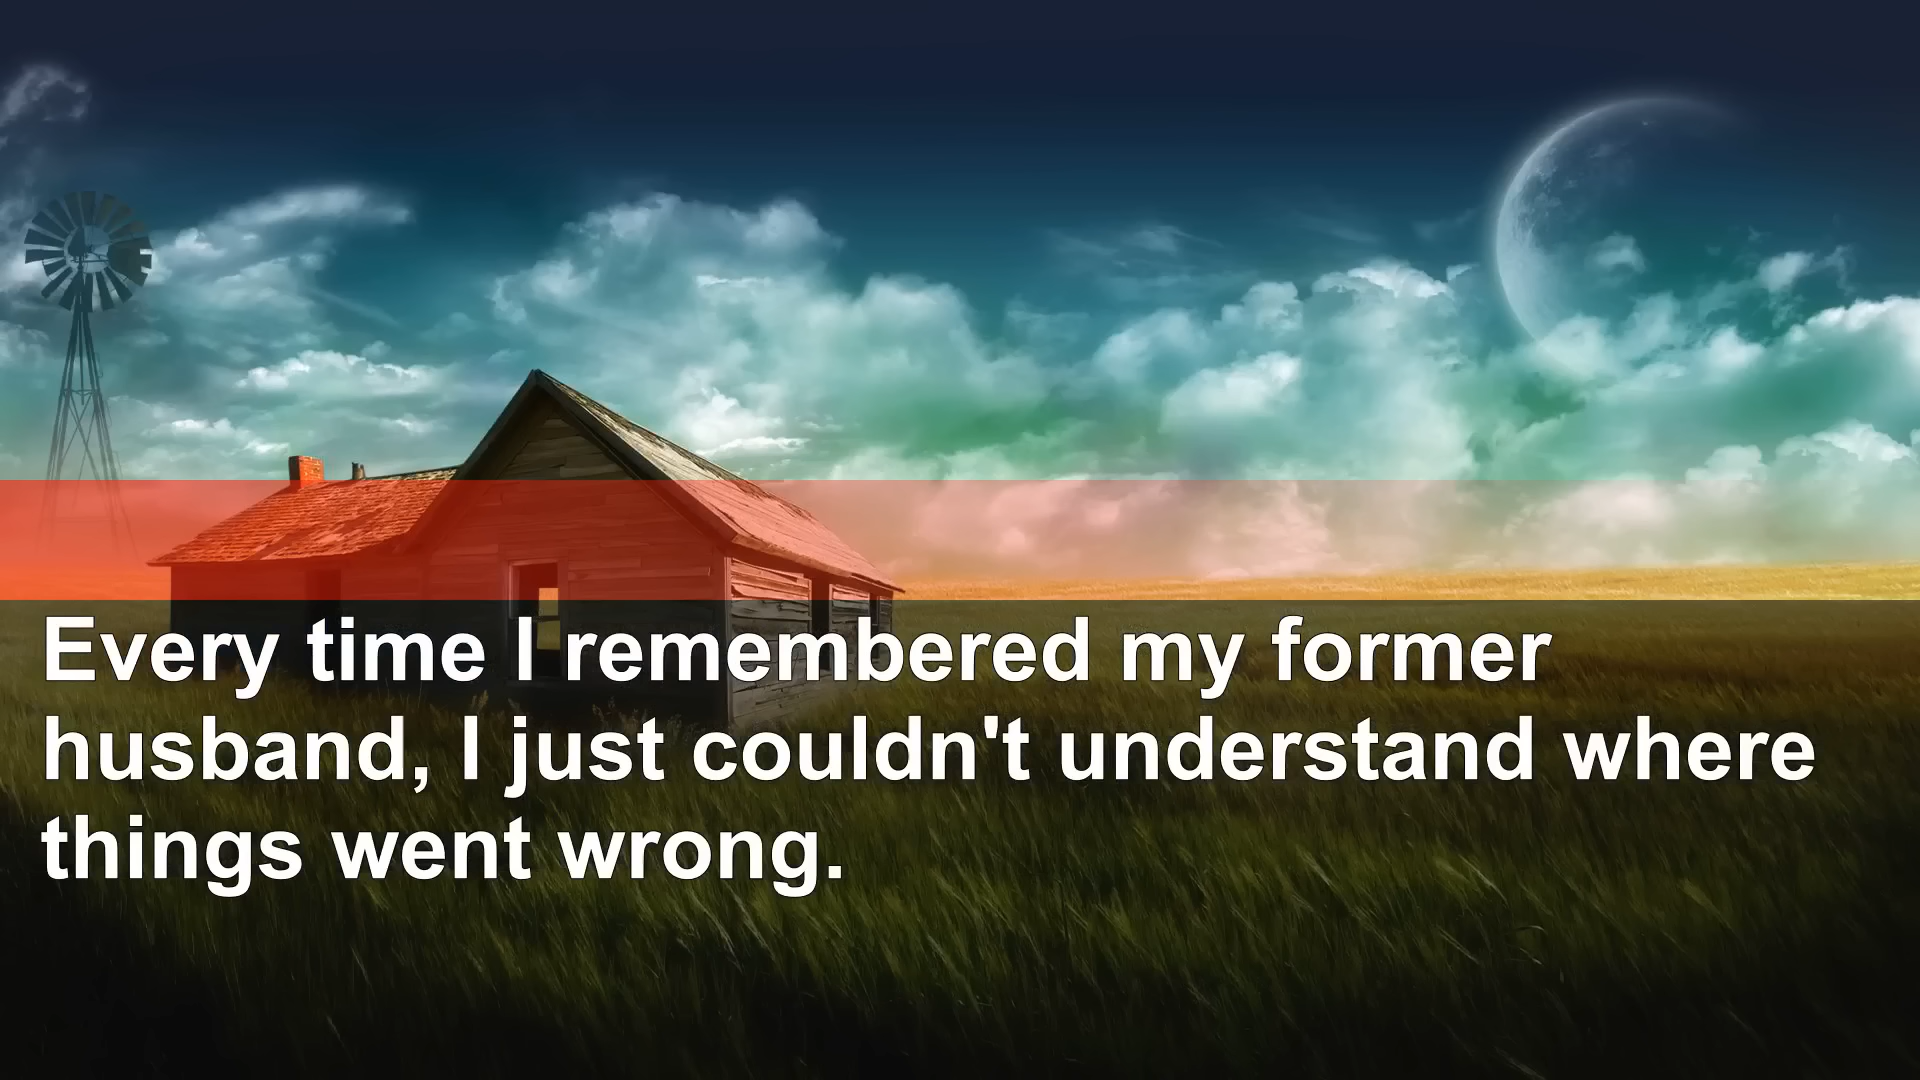 Every time I remembered my former
husband, I just couldn't understand where
things went wrong.